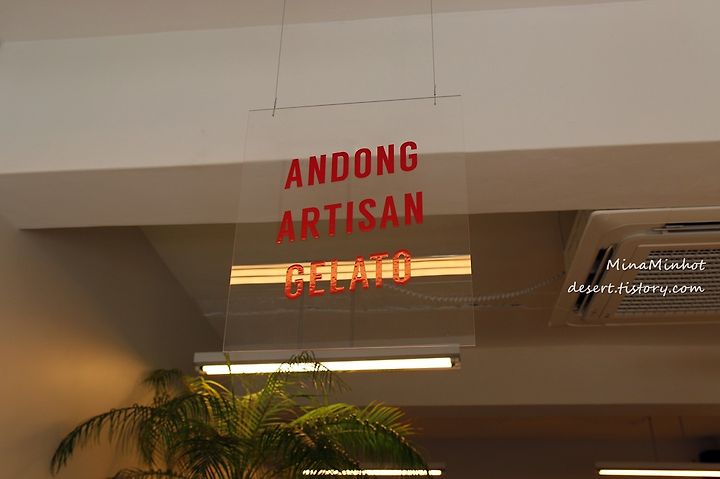 ANDONG
ARTISAN
GELATO
MinaMinhot
desert.tistory.com